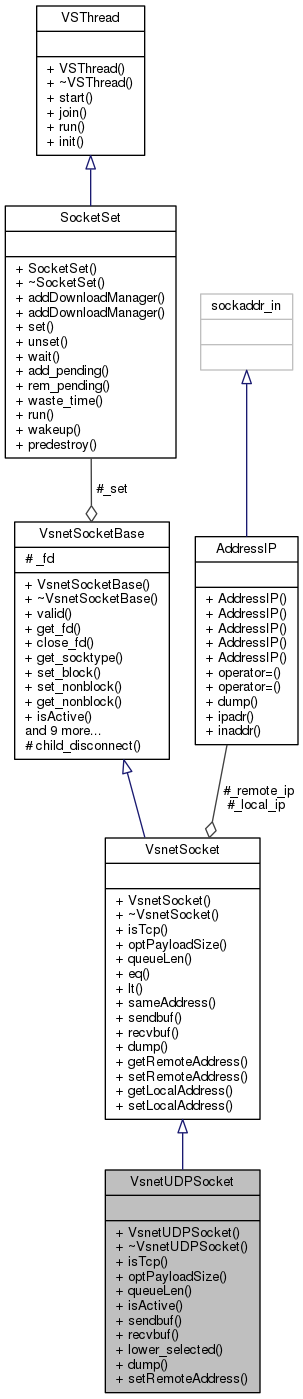 VSThread
+ VSThread()
+ ~VSThread()
+ start()
+ join()
+ run()
+ init()
SocketSet
+ SocketSet()
+ ~SocketSet()
+ addDownloadManager()
+ addDownloadManager()
+ set()
+ unset()
+ wait()
+ add_pending()
+ rem_pending()
+ waste_time()
+ run()
+ wakeup()
+ predestroy()
sockaddr_in
#_set
VsnetSocketBase
# _fd
+ VsnetSocketBase()
+ ~VsnetSocketBase()
+ valid()
+ get_fd()
+ close_fd()
+ get_socktype()
+ set_block()
+ set_nonblock()
+ get_nonblock()
+ isActive()
and 9 more...
# child_disconnect()
AddressIP
+ AddressIP()
+ AddressIP()
+ AddressIP()
+ AddressIP()
+ AddressIP()
+ operator=()
+ operator=()
+ dump()
+ ipadr()
+ inaddr()
#_remote_ip
#_local_ip
VsnetSocket
+ VsnetSocket()
+ ~VsnetSocket()
+ isTcp()
+ optPayloadSize()
+ queueLen()
+ eq()
+ lt()
+ sameAddress()
+ sendbuf()
+ recvbuf()
+ dump()
+ getRemoteAddress()
+ setRemoteAddress()
+ getLocalAddress()
+ setLocalAddress()
VsnetUDPSocket
+ VsnetUDPSocket()
+ ~VsnetUDPSocket()
+ isTcp()
+ optPayloadSize()
+ queueLen()
+ isActive()
+ sendbuf()
+ recvbuf()
+ lower_selected()
+ dump()
+ setRemoteAddress()